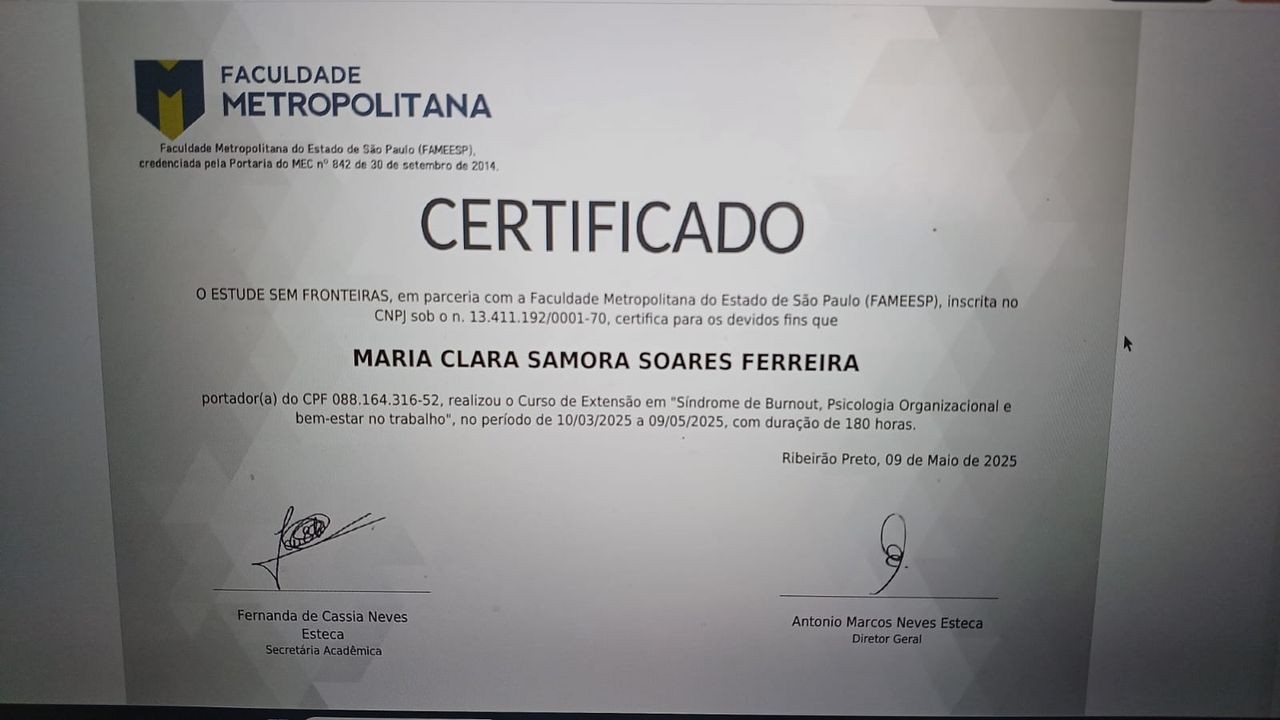 FACULDADE
METROPOLITANA
Faculdade Metropolitana do Estado de São Paulo (FAMEESP),
credenciada pela Portaria do MEC nº 842 de 30 de setembro de 2014.
CERTIFICADO
O ESTUDE SEM FRONTEIRAS, em parceria com a Faculdade Metropolitana do Estado de São Paulo (FAMEESP), inscrita no
CNPJ sob o n. 13.411.192/0001-70, certifica para os devidos fins que
MARIA CLARA SAMORA SOARES FERREIRA
portador(a) do CPF 088.164.316-52, realizou o Curso de Extensão em "Síndrome de Burnout, Psicologia Organizacional e
bem-estar no trabalho", no período de 10/03/2025 a 09/05/2025, com duração de 180 horas.
Ribeirão Preto, 09 de Maio de 2025
Fernanda de Cassia Neves
Esteca
Secretária Acadêmica
Antonio Marcos Neves Esteca
Diretor Geral